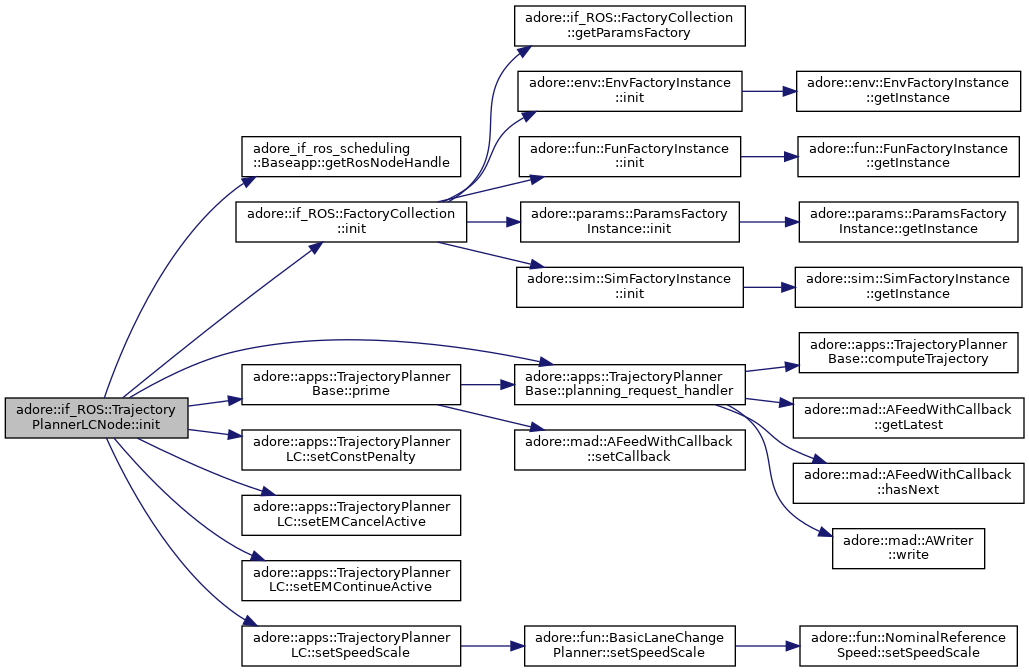 adore::if_ROS::Trajectory
PlannerLCNode::init
adore_if_ros_scheduling
::Baseapp::getRosNodeHandle
adore::if_ROS::FactoryCollection
::init
adore::apps::TrajectoryPlanner
Base::prime
adore::apps::TrajectoryPlanner
LC::setConstPenalty
adore::apps::TrajectoryPlanner
LC::setEMCancelActive
adore::apps::TrajectoryPlanner
LC::setEMContinueActive
adore::apps::TrajectoryPlanner
LC::setSpeedScale
adore::if_ROS::FactoryCollection
::getParamsFactory
adore::env::EnvFactoryInstance
::init
adore::fun::FunFactoryInstance
::init
adore::params::ParamsFactory
Instance::init
adore::sim::SimFactoryInstance
::init
adore::apps::TrajectoryPlanner
Base::planning_request_handler
adore::mad::AFeedWithCallback
::setCallback
adore::fun::BasicLaneChange
Planner::setSpeedScale
adore::env::EnvFactoryInstance
::getInstance
adore::fun::FunFactoryInstance
::getInstance
adore::params::ParamsFactory
Instance::getInstance
adore::sim::SimFactoryInstance
::getInstance
adore::apps::TrajectoryPlanner
Base::computeTrajectory
adore::mad::AFeedWithCallback
::getLatest
adore::mad::AFeedWithCallback
::hasNext
adore::mad::AWriter
::write
adore::fun::NominalReference
Speed::setSpeedScale